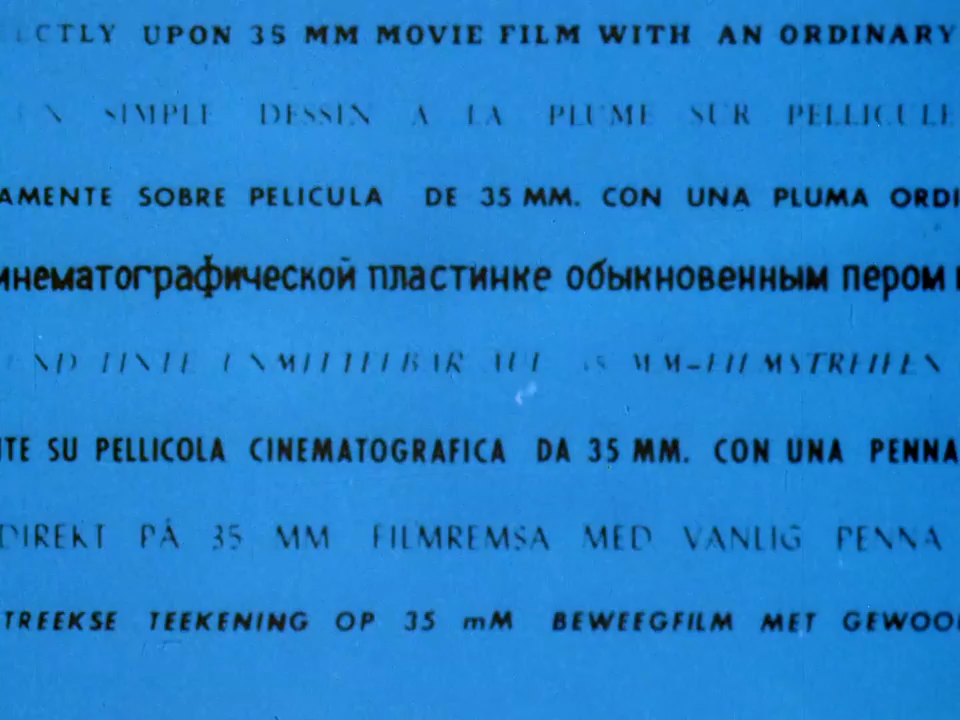 CTLY UPON 35 MM MOVIE FILM WITH AN ORDINARY
SIMPLE DESSIN A LA PLUME SUR PELLICULE
AMENTE SOBRE PELICULA DE 35 MM. CON UNA PLUMA ORDI
инематографической пластинке обыкновенным пером
UND TINTE UNMITTELBAR AUF 35 MM-FILMSTREIFEN
TE SU PELLICOLA CINEMATOGRAFICA DA 35 MM. CON UNA PENNA
DIREKT PÅ 35 MM FILMREMSA MED VANLIG PENNA
TREEKSE TEEKENING OP 35 mM BEWEEGFILM MET GEWOO